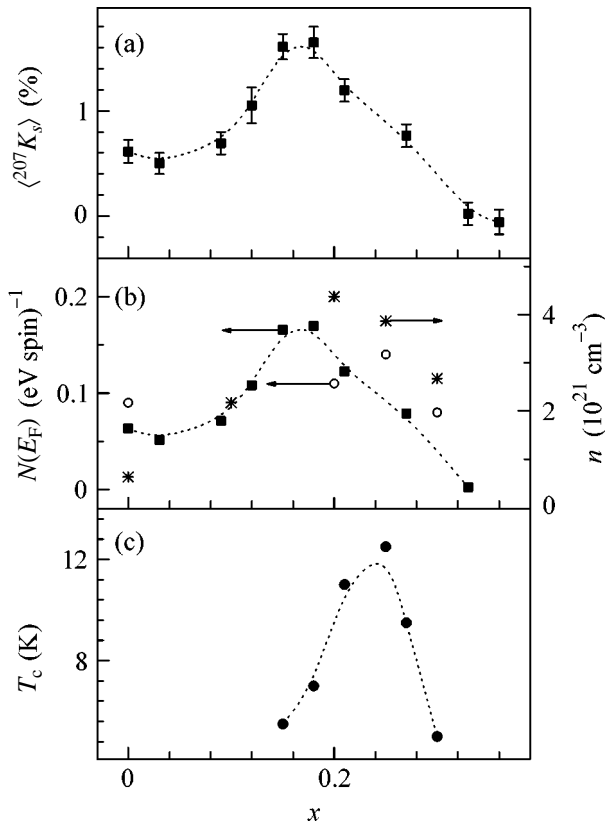 (a)
⟨²⁰⁷Kₛ⟩ (%)
1
0
(b)
N(E_F) (eV spin)⁻¹
0.2
0.1
0
4
2
0
n (10²¹ cm⁻³)
(c)
T_c (K)
12
8
0
0.2
x